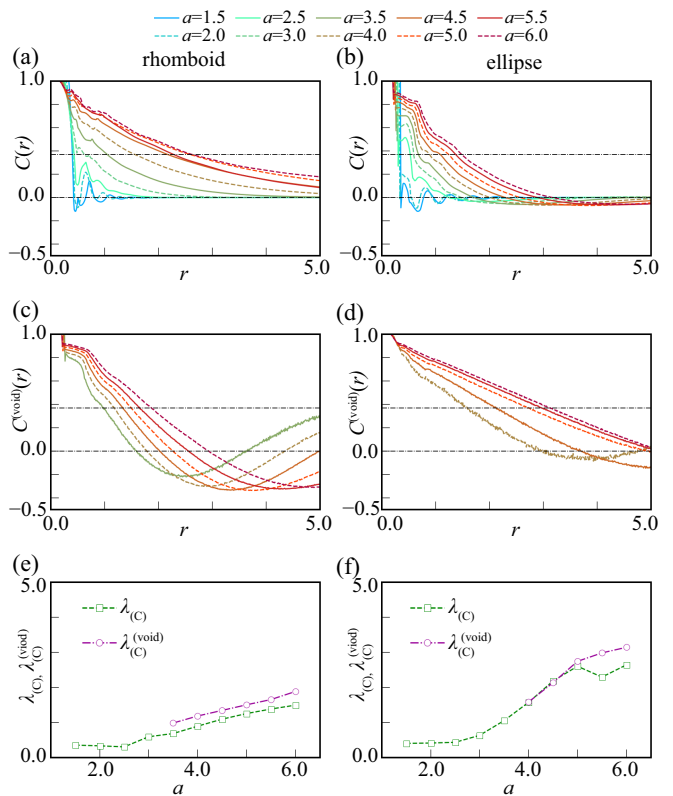 a=1.5 a=2.5 a=3.5 a=4.5 a=5.5
a=2.0 a=3.0 a=4.0 a=5.0 a=6.0
(a) rhomboid
1.0
C(r)
0.0
−0.5
0.0 r 5.0
(b) ellipse
1.0
C(r)
0.0
−0.5
0.0 r 5.0
(c)
1.0
C(void)(r)
0.0
−0.5
0.0 r 5.0
(d)
1.0
C(void)(r)
0.0
−0.5
0.0 r 5.0
(e)
5.0
λ(C)
λ(C)(void)
λ(C), λ(C)(viod)
0.0
2.0 4.0 6.0
a
(f)
5.0
λ(C)
λ(C)(void)
λ(C), λ(C)(viod)
0.0
2.0 4.0 6.0
a